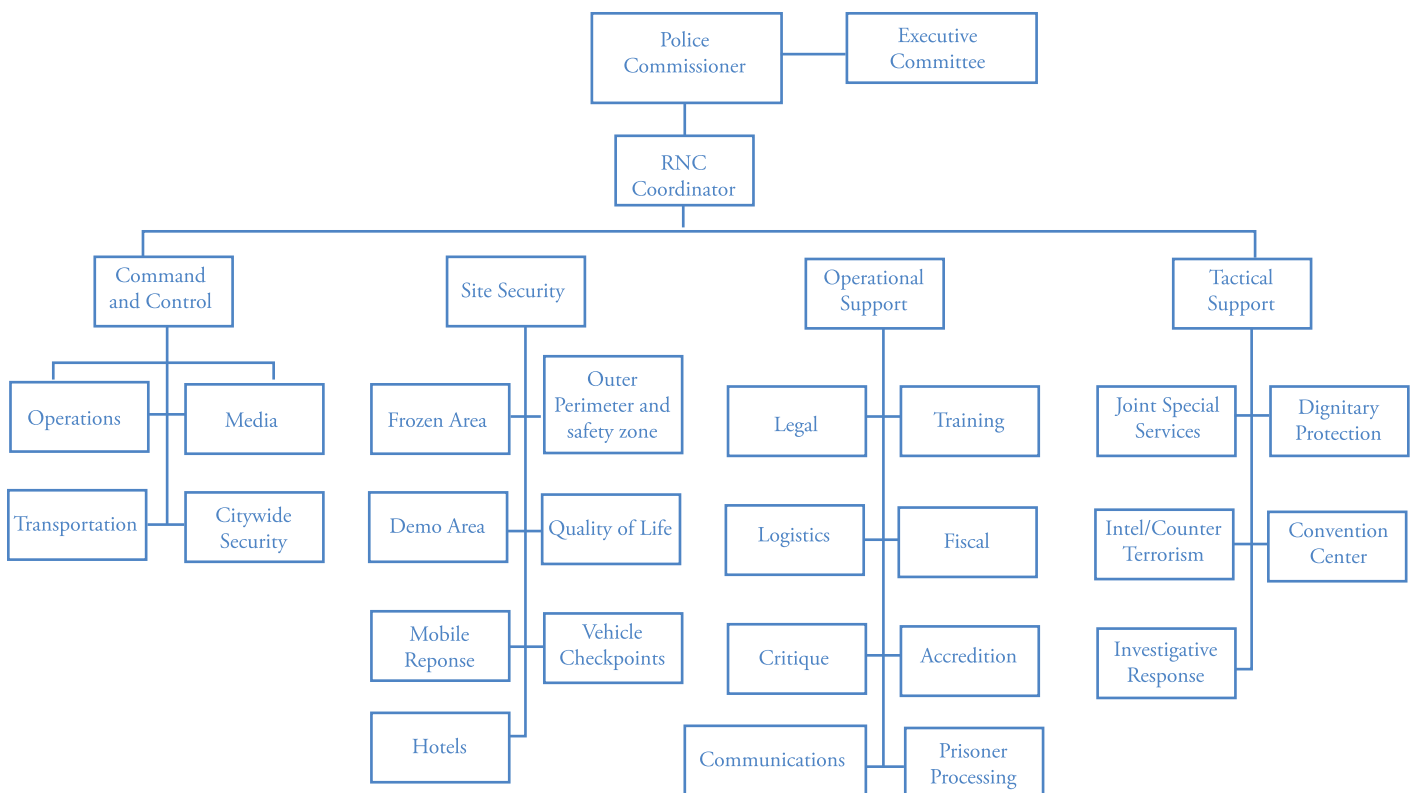 Police
Commissioner
Executive
Committee
RNC
Coordinator
Command
and Control
Site Security
Operational
Support
Tactical
Support
Operations
Media
Transportation
Citywide
Security
Frozen Area
Outer
Perimeter and
safety zone
Demo Area
Quality of Life
Mobile
Reponse
Vehicle
Checkpoints
Hotels
Legal
Training
Logistics
Fiscal
Critique
Accredition
Communications
Prisoner
Processing
Joint Special
Services
Dignitary
Protection
Intel/Counter
Terrorism
Convention
Center
Investigative
Response